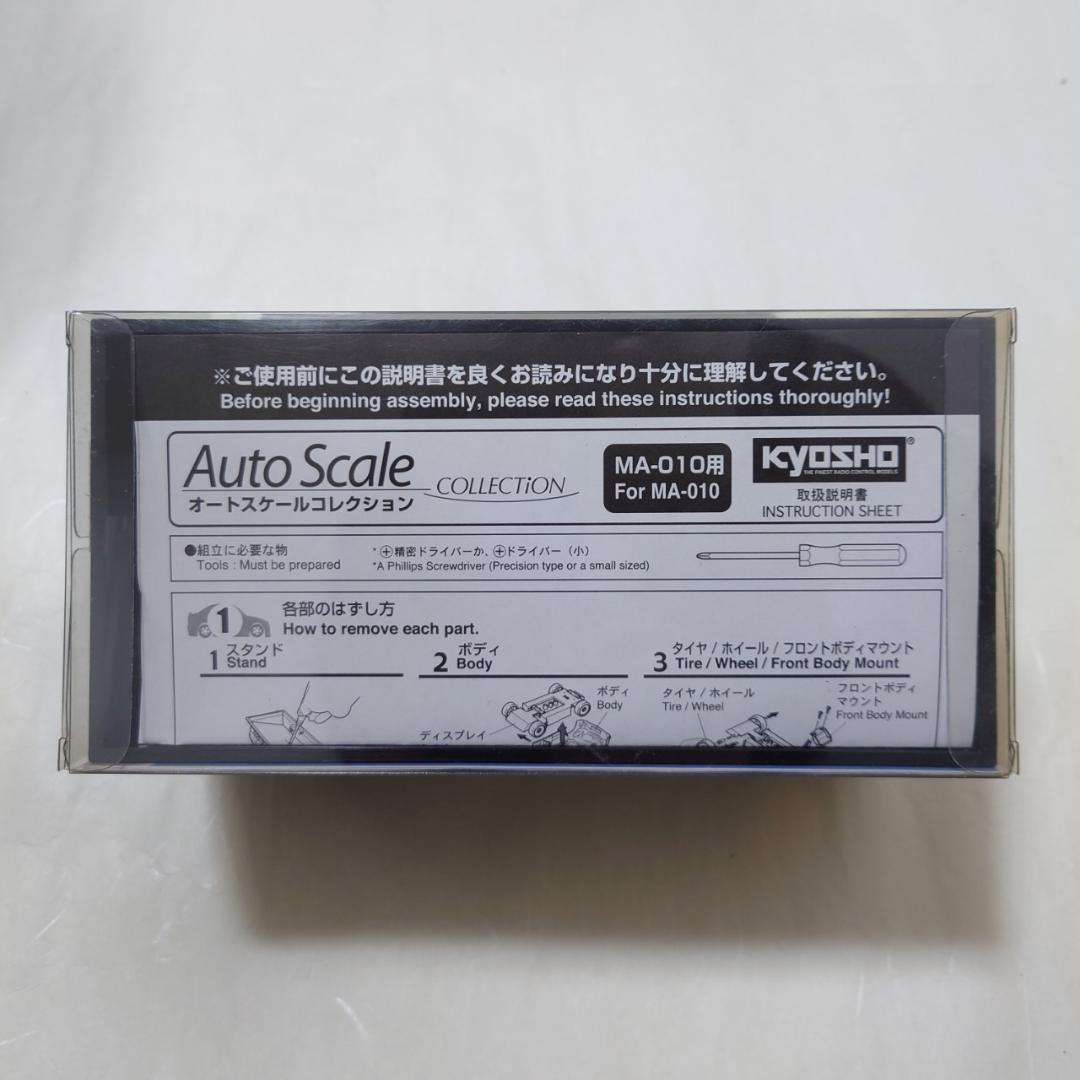 ※ご使用前にこの説明書を良くお読みになり十分に理解してください。
Before beginning assembly, please read these instructions thoroughly!
Auto Scale COLLECTiON
オートスケールコレクション
MA-010用
For MA-010
KYOSHO®
THE FINEST RADIO CONTROL MODELS
取扱説明書
INSTRUCTION SHEET
●組立に必要な物
Tools : Must be prepared
*⊕精密ドライバーか、⊕ドライバー（小）
*A Phillips Screwdriver (Precision type or a small sized)
1
各部のはずし方
How to remove each part.
1 スタンド
Stand
2 ボディ
Body
3 タイヤ / ホイール / フロントボディマウント
Tire / Wheel / Front Body Mount
ディスプレイ
ボディ
Body
タイヤ / ホイール
Tire / Wheel
フロントボディ
マウント
Front Body Mount